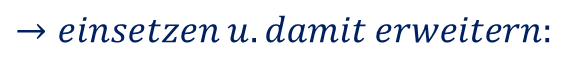 → einsetzen u. damit erweitern: